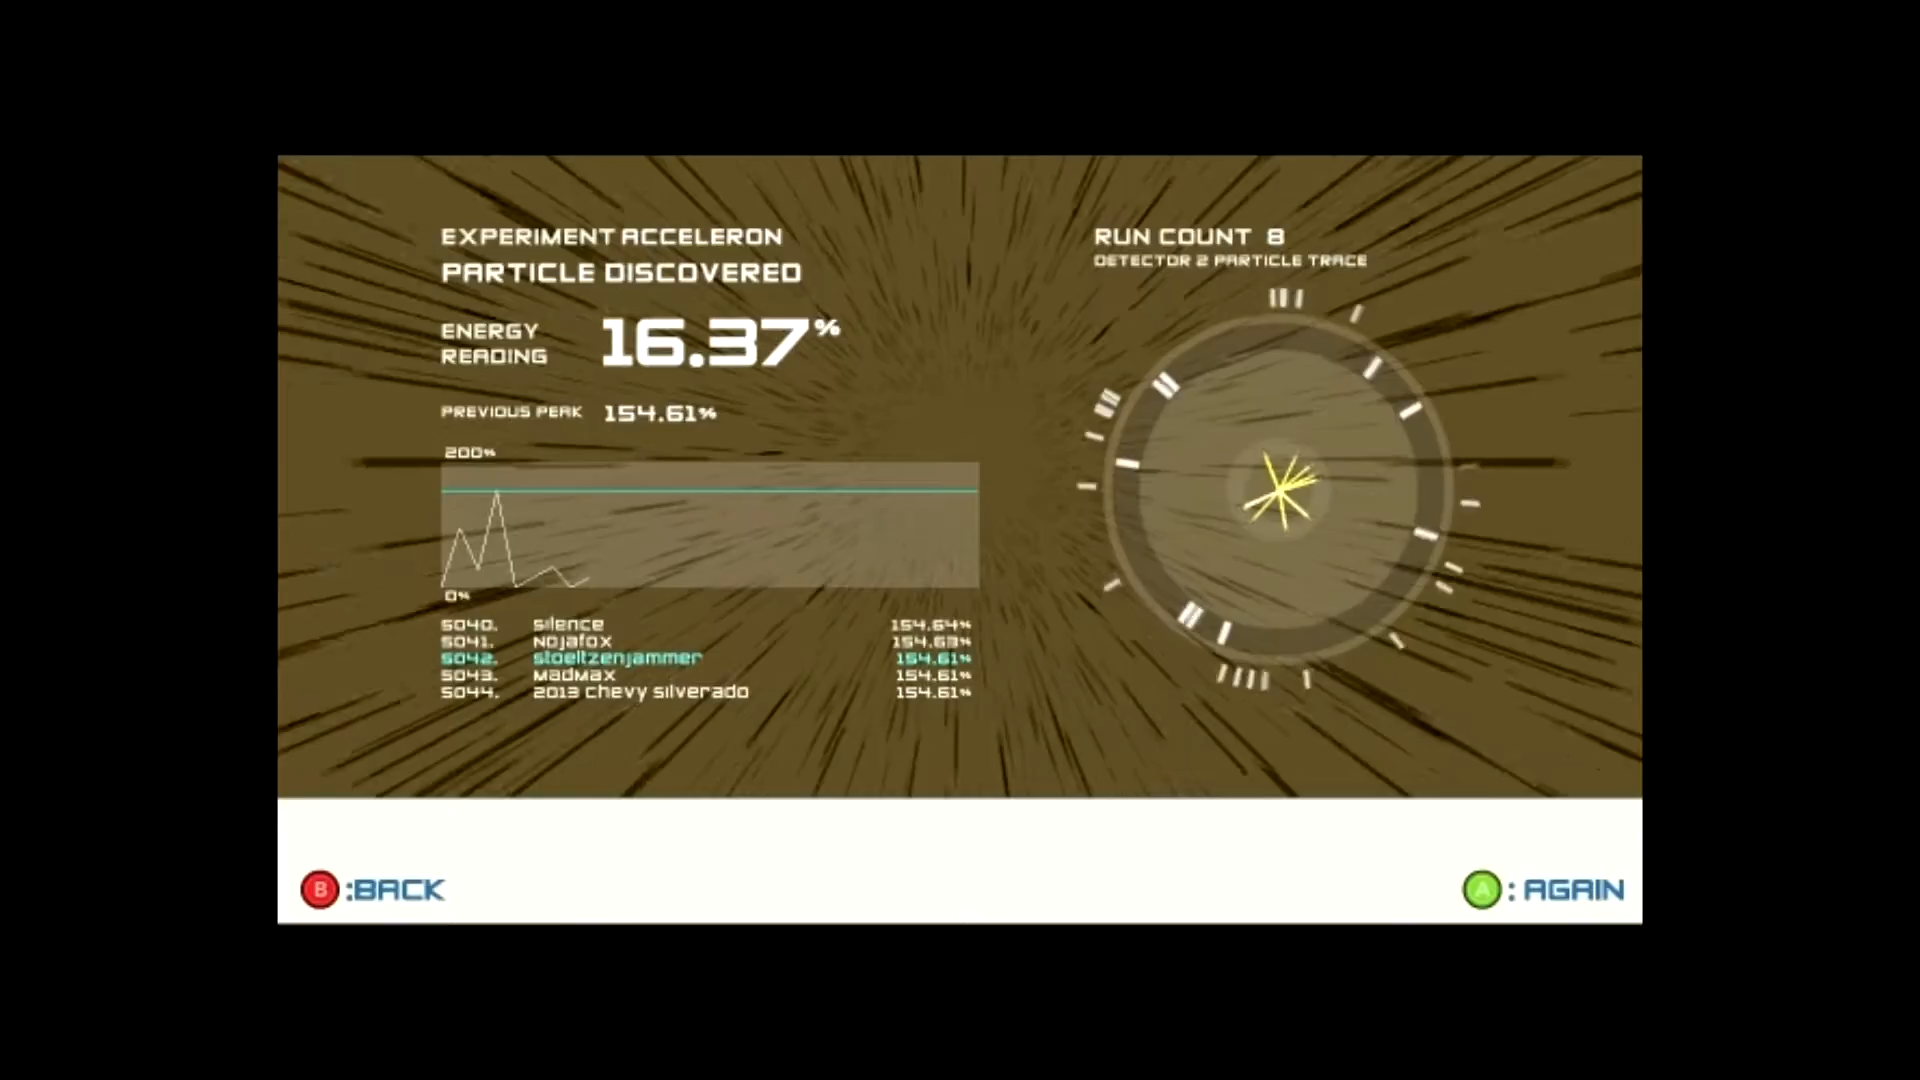 EXPERIMENT ACCELERON
PARTICLE DISCOVERED
ENERGY READING 16.37%
PREVIOUS PEAK 154.61%
200%
0%
5040. silence 154.64%
5041. Nojafox 154.63%
5042. stoeltzenjammer 154.61%
5043. MadMax 154.61%
5044. 2013 chevy silverado 154.61%
RUN COUNT 8
DETECTOR 2 PARTICLE TRACE
B :BACK
A : AGAIN